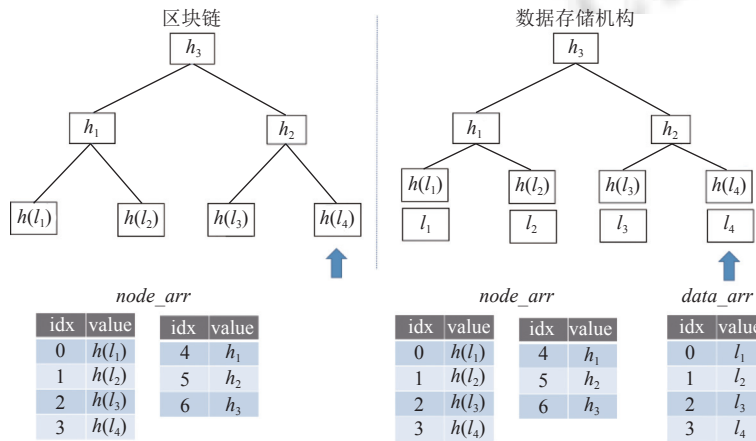 区块链
h₃
h₁ h₂
h(l₁) h(l₂) h(l₃) h(l₄)
node_arr
idx value
0 h(l₁)
1 h(l₂)
2 h(l₃)
3 h(l₄)
idx value
4 h₁
5 h₂
6 h₃
数据存储机构
h₃
h₁ h₂
h(l₁) h(l₂) h(l₃) h(l₄)
l₁ l₂ l₃ l₄
node_arr
idx value
0 h(l₁)
1 h(l₂)
2 h(l₃)
3 h(l₄)
idx value
4 h₁
5 h₂
6 h₃
data_arr
idx value
0 l₁
1 l₂
2 l₃
3 l₄